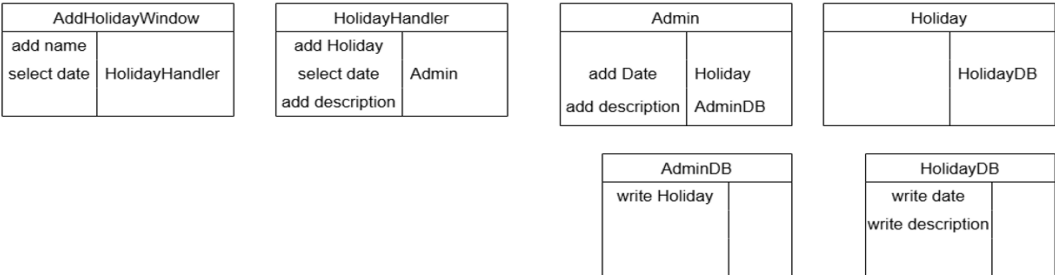 AddHolidayWindow
add name
select date
HolidayHandler
HolidayHandler
add Holiday
select date
add description
Admin
Admin
add Date
add description
Holiday
AdminDB
Holiday
HolidayDB
AdminDB
write Holiday
HolidayDB
write date
write description